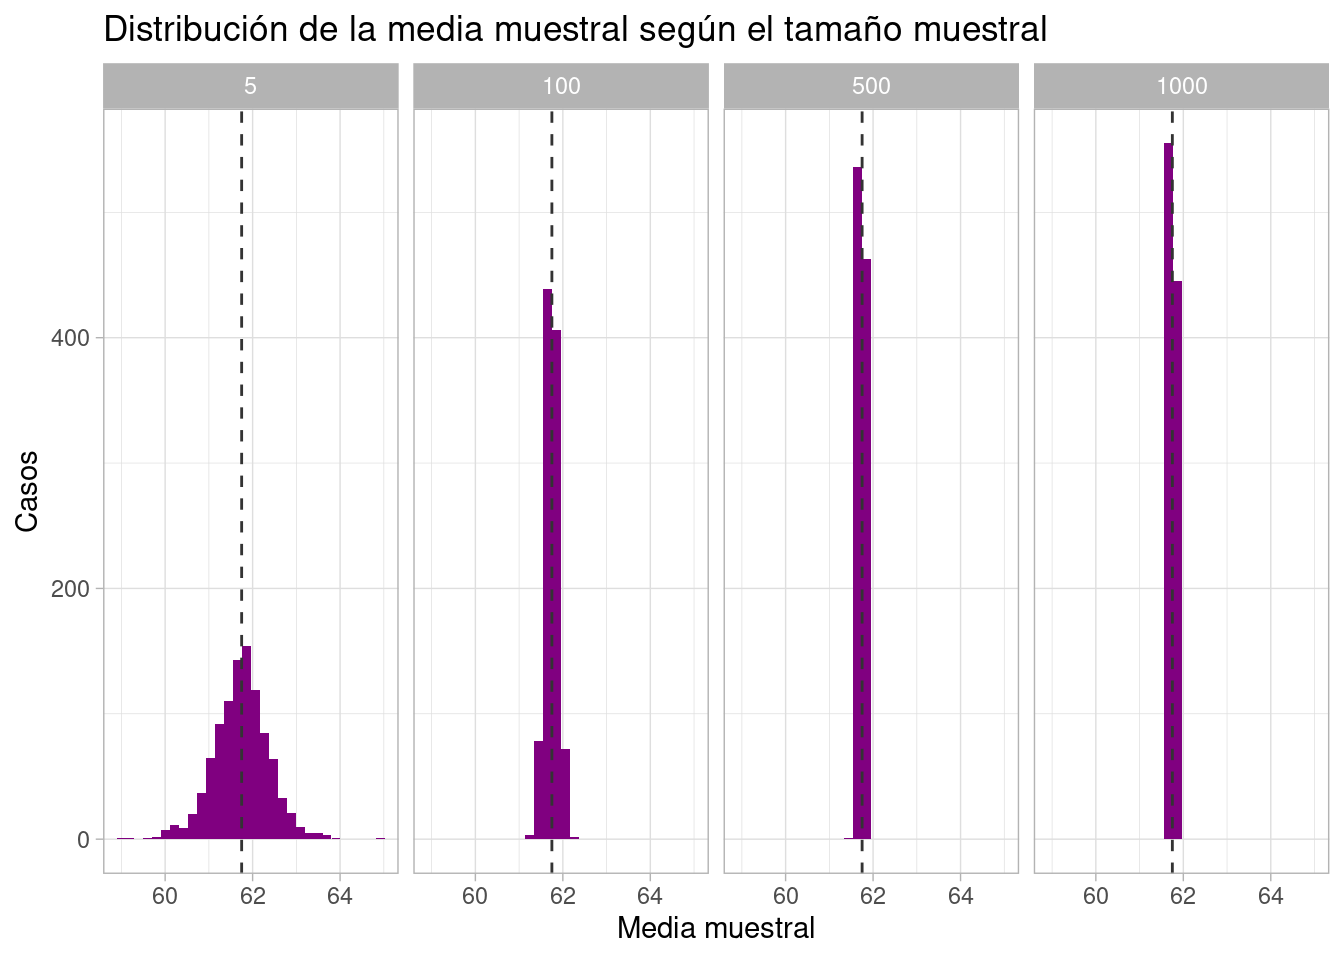 Distribución de la media muestral según el tamaño muestral
5 100 500 1000
Casos
400
200
0
60 62 64 60 62 64 60 62 64 60 62 64
Media muestral